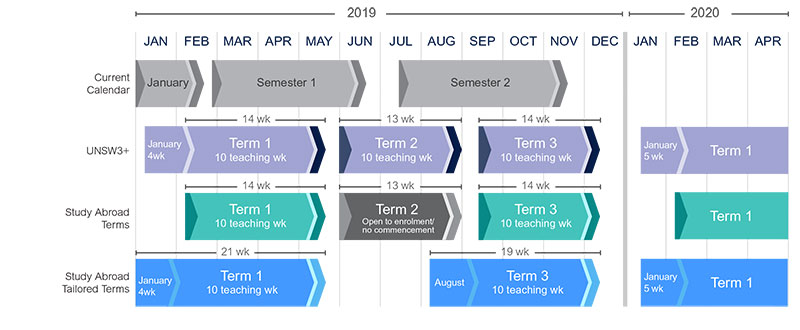 2019 2020
JAN FEB MAR APR MAY JUN JUL AUG SEP OCT NOV DEC JAN FEB MAR APR
Current
Calendar
January Semester 1 Semester 2
14 wk 13 wk 14 wk
UNSW3+
January
4wk
Term 1
10 teaching wk
Term 2
10 teaching wk
Term 3
10 teaching wk
January
5 wk
Term 1
14 wk 13 wk 14 wk
Study Abroad
Terms
Term 1
10 teaching wk
Term 2
Open to enrolment/
no commencement
Term 3
10 teaching wk
Term 1
21 wk 19 wk
Study Abroad
Tailored Terms
January
4wk
Term 1
10 teaching wk
August
Term 3
10 teaching wk
January
5 wk
Term 1